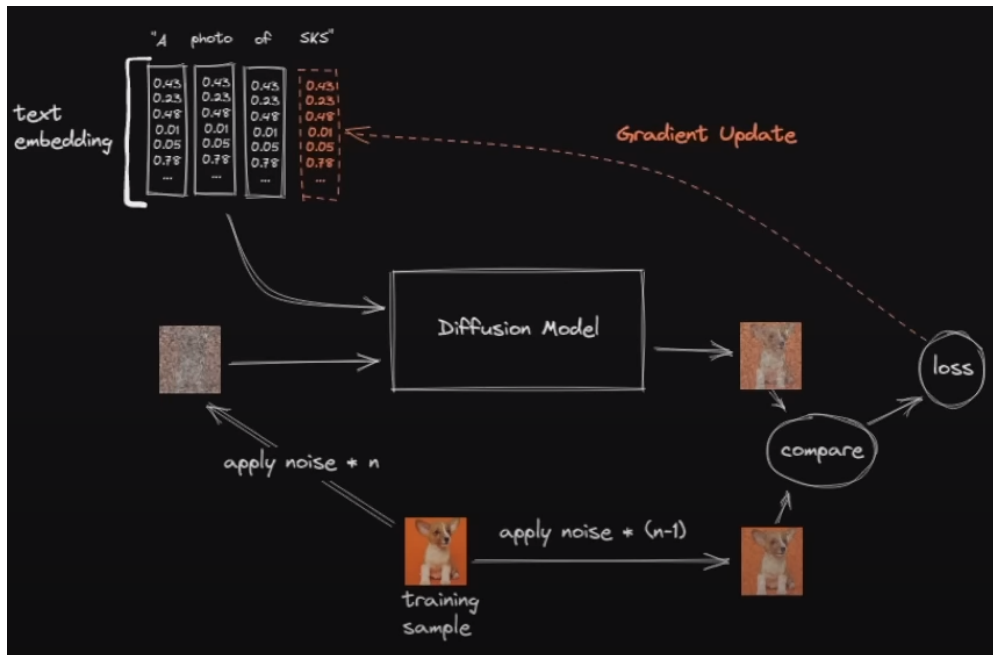 "A photo of SKS"
text
embedding
0.43 0.43 0.43 0.43
0.23 0.23 0.23 0.23
0.48 0.48 0.48 0.48
0.01 0.01 0.01 0.01
0.05 0.05 0.05 0.05
0.78 0.78 0.78 0.78
... ... ... ...
Gradient Update
Diffusion Model
loss
compare
apply noise * n
apply noise * (n-1)
training
sample